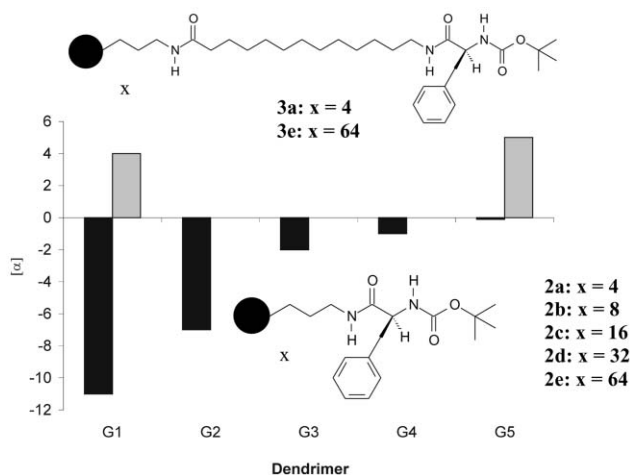 O
N
H
O
N
H
H
N
H
O
O
x
3a: x = 4
3e: x = 64
6
4
2
0
-2
-4
-6
-8
-10
-12
[α]
O
N
H
H
N
H
O
O
x
2a: x = 4
2b: x = 8
2c: x = 16
2d: x = 32
2e: x = 64
G1 G2 G3 G4 G5
Dendrimer